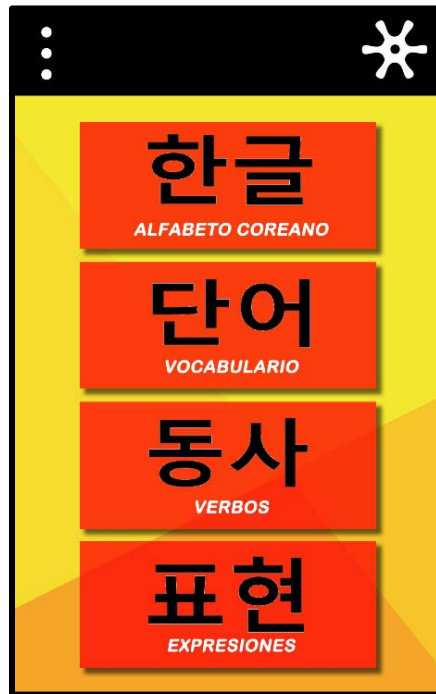 한글
ALFABETO COREANO
단어
VOCABULARIO
동사
VERBOS
표현
EXPRESIONES